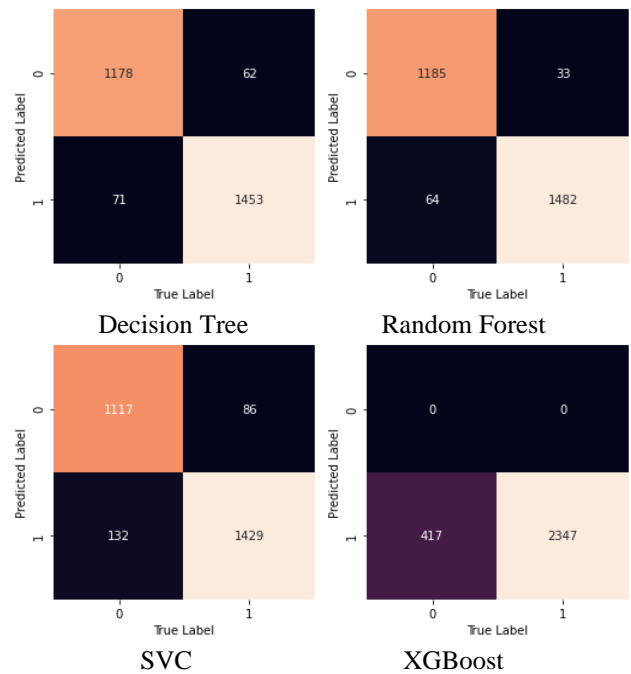 Predicted Label
0
1
1178
62
71
1453
0
1
True Label
Decision Tree
Predicted Label
0
1
1185
33
64
1482
0
1
True Label
Random Forest
Predicted Label
0
1
1117
86
132
1429
0
1
True Label
SVC
Predicted Label
0
1
0
0
417
2347
0
1
True Label
XGBoost